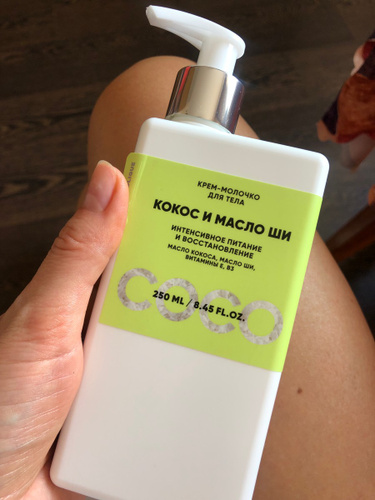 КРЕМ-МОЛОЧКО
ДЛЯ ТЕЛА
КОКОС И МАСЛО ШИ
ИНТЕНСИВНОЕ ПИТАНИЕ
И ВОССТАНОВЛЕНИЕ
МАСЛО КОКОСА, МАСЛО ШИ,
ВИТАМИНЫ Е, В3
COCO
250 ML / 8.45 FL.OZ.